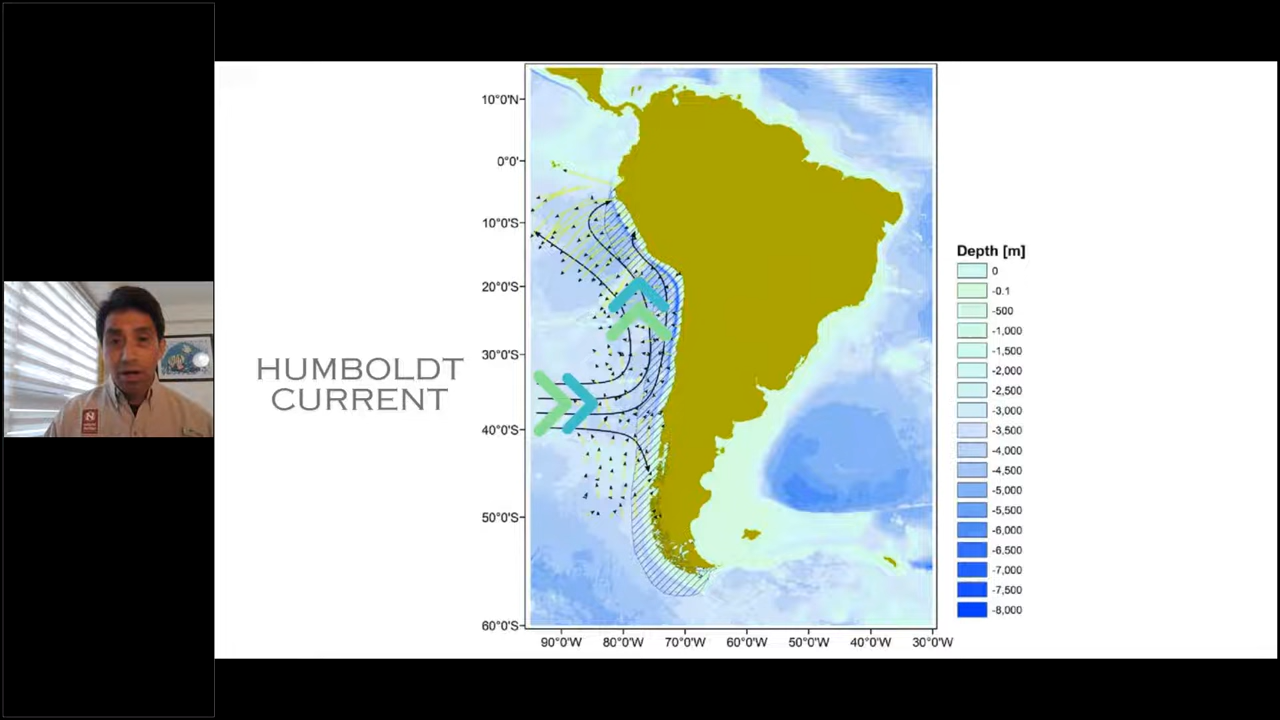 HUMBOLDT
CURRENT
10°0'N
0°0'
10°0'S
20°0'S
30°0'S
40°0'S
50°0'S
60°0'S
90°0'W 80°0'W 70°0'W 60°0'W 50°0'W 40°0'W 30°0'W
Depth [m]
0
-0.1
-500
-1,000
-1,500
-2,000
-2,500
-3,000
-3,500
-4,000
-4,500
-5,000
-5,500
-6,000
-6,500
-7,000
-7,500
-8,000